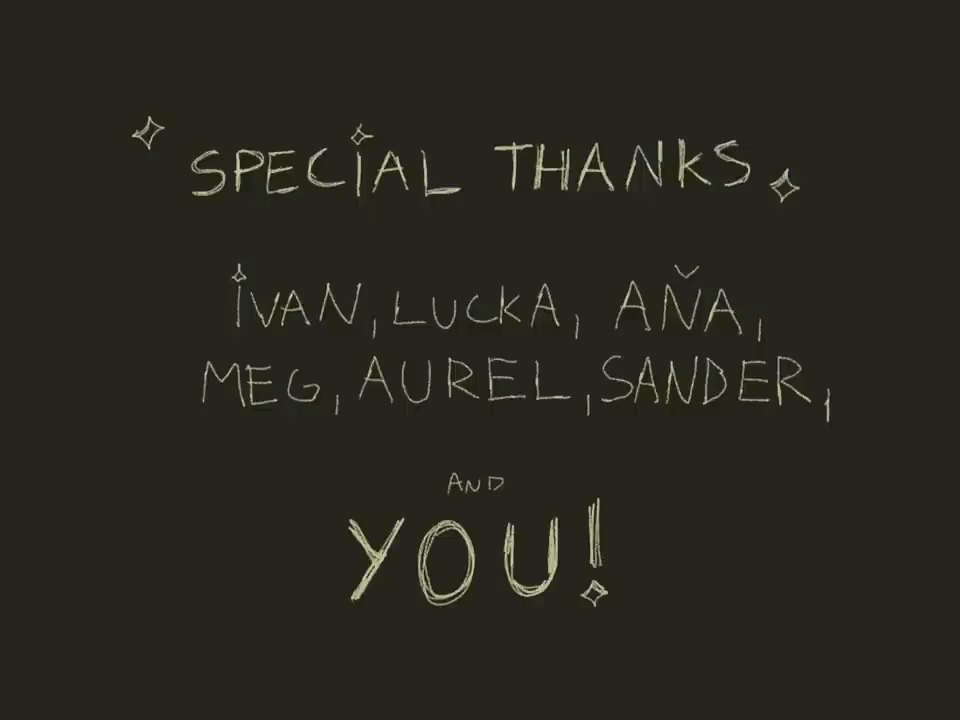 SPECIAL THANKS
IVAN, LUCKA, AŇA,
MEG, AUREL, SANDER,
AND
YOU!